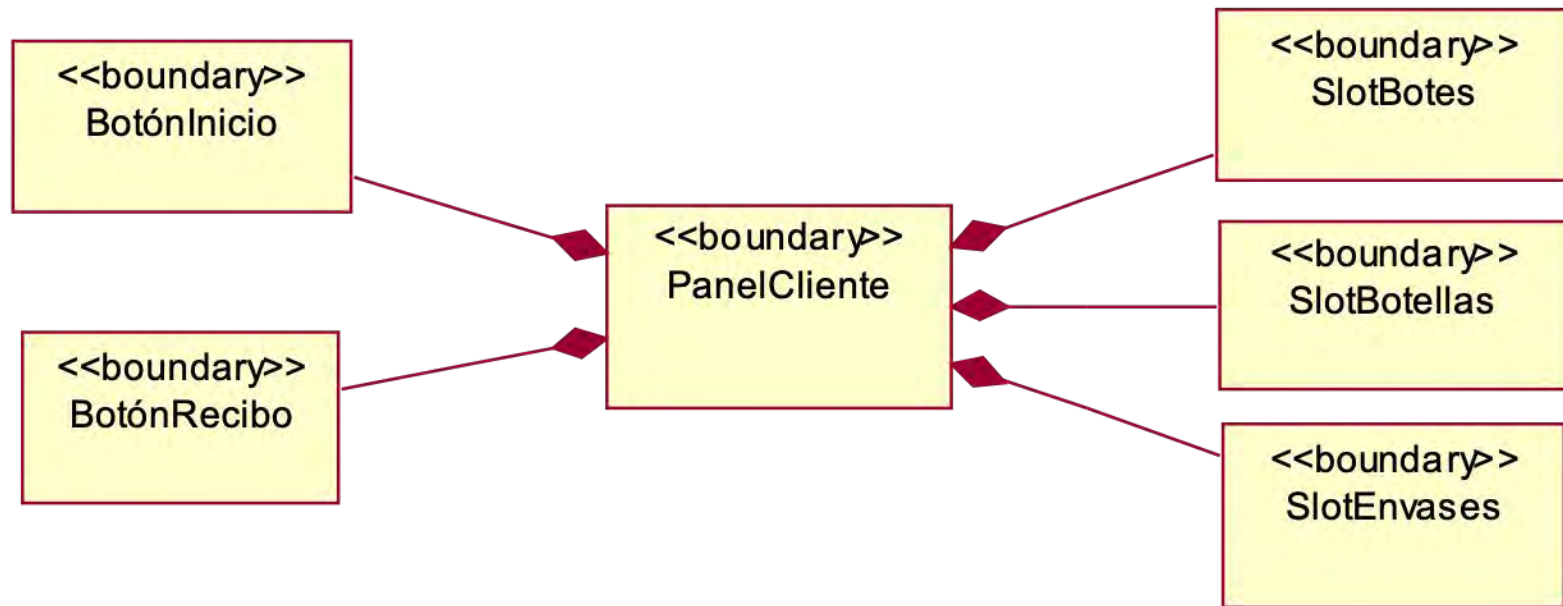 <<boundary>>
BotónInicio
<<boundary>>
BotónRecibo
<<boundary>>
PanelCliente
<<boundary>>
SlotBotes
<<boundary>>
SlotBotellas
<<boundary>>
SlotEnvases